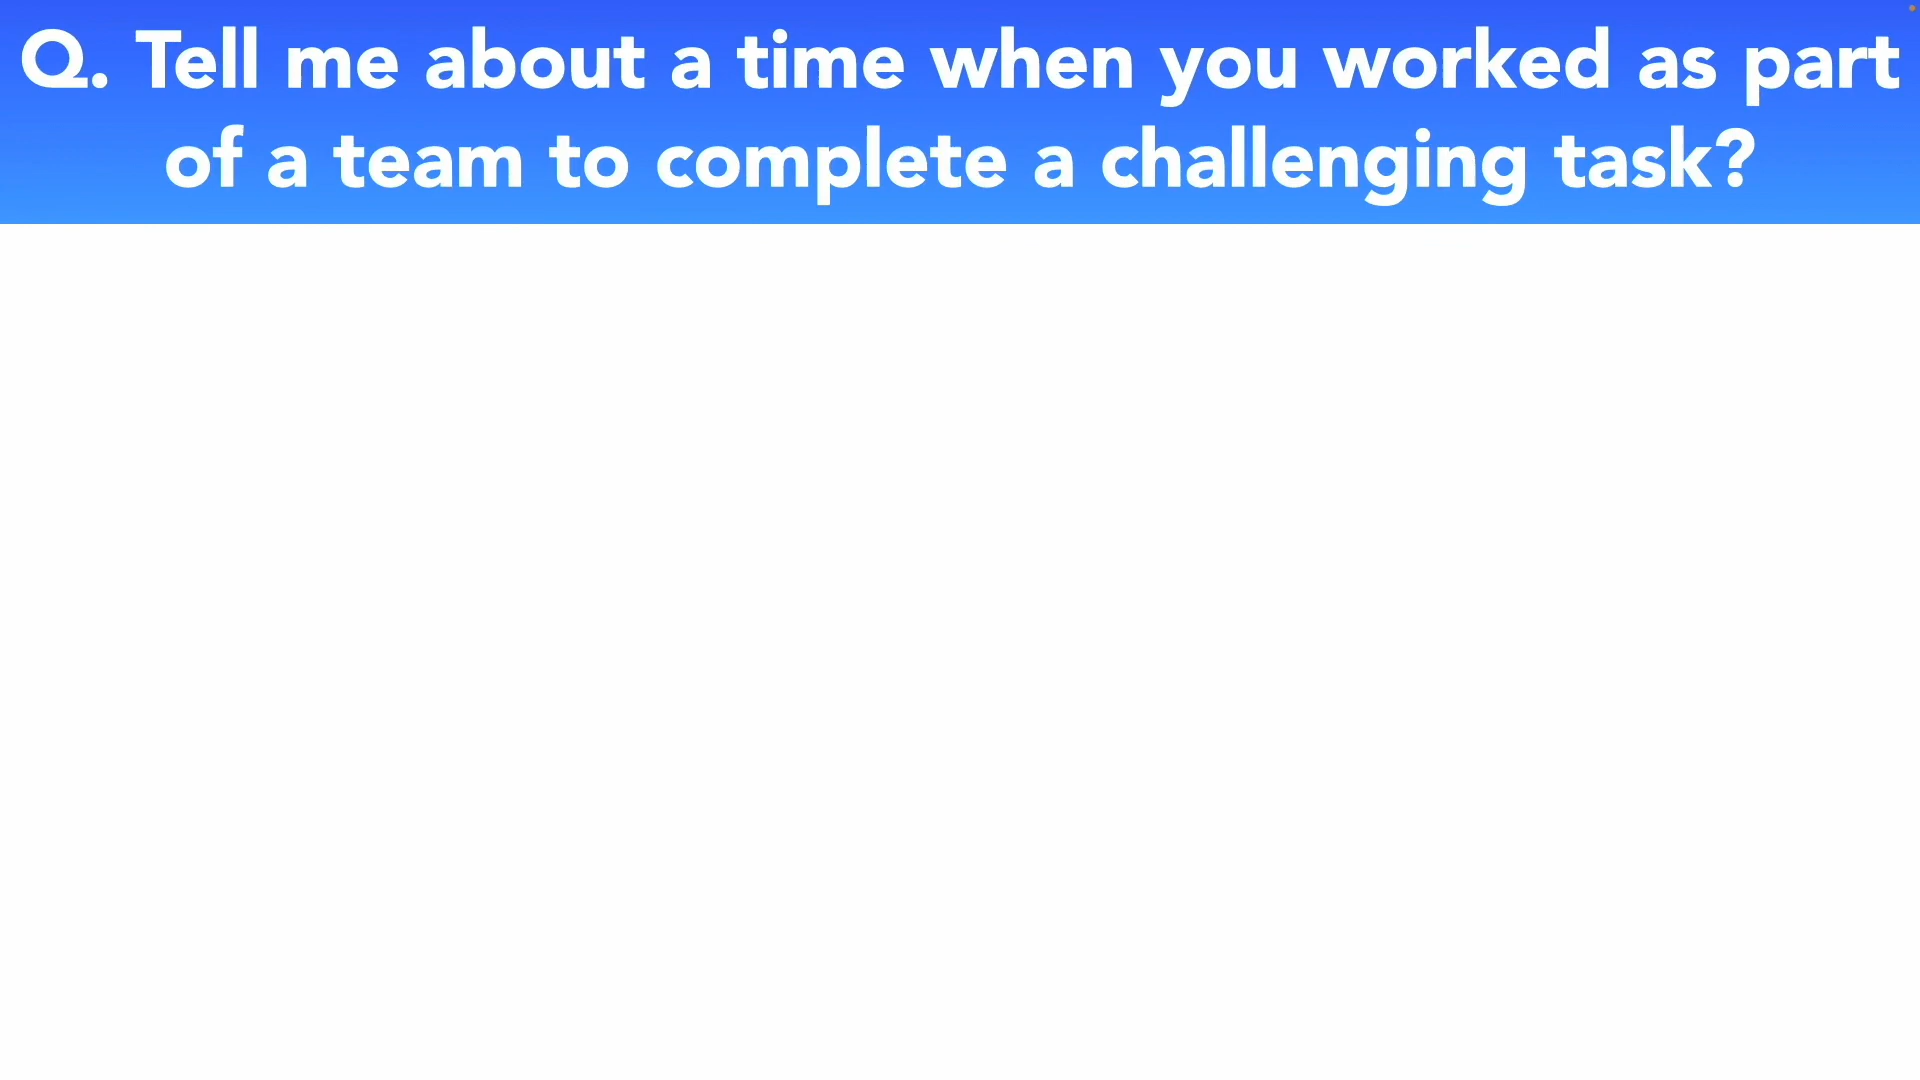 Q. Tell me about a time when you worked as part
of a team to complete a challenging task?